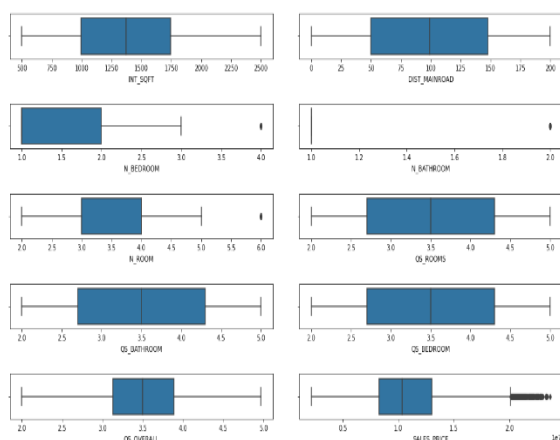 500 750 1000 1250 1500 1750 2000 2250 2500
INT_SQFT
0 25 50 75 100 125 150 175 200
DIST_MAINROAD
1.0 1.5 2.0 2.5 3.0 3.5 4.0
N_BEDROOM
1.0 1.2 1.4 1.6 1.8 2.0
N_BATHROOM
2.0 2.5 3.0 3.5 4.0 4.5 5.0 5.5 6.0
N_ROOM
2.0 2.5 3.0 3.5 4.0 4.5 5.0
QS_ROOMS
2.0 2.5 3.0 3.5 4.0 4.5 5.0
QS_BATHROOM
2.0 2.5 3.0 3.5 4.0 4.5 5.0
QS_BEDROOM
2.0 2.5 3.0 3.5 4.0 4.5 5.0
QS_OVERALL
0.5 1.0 1.5 2.0
SALES_PRICE